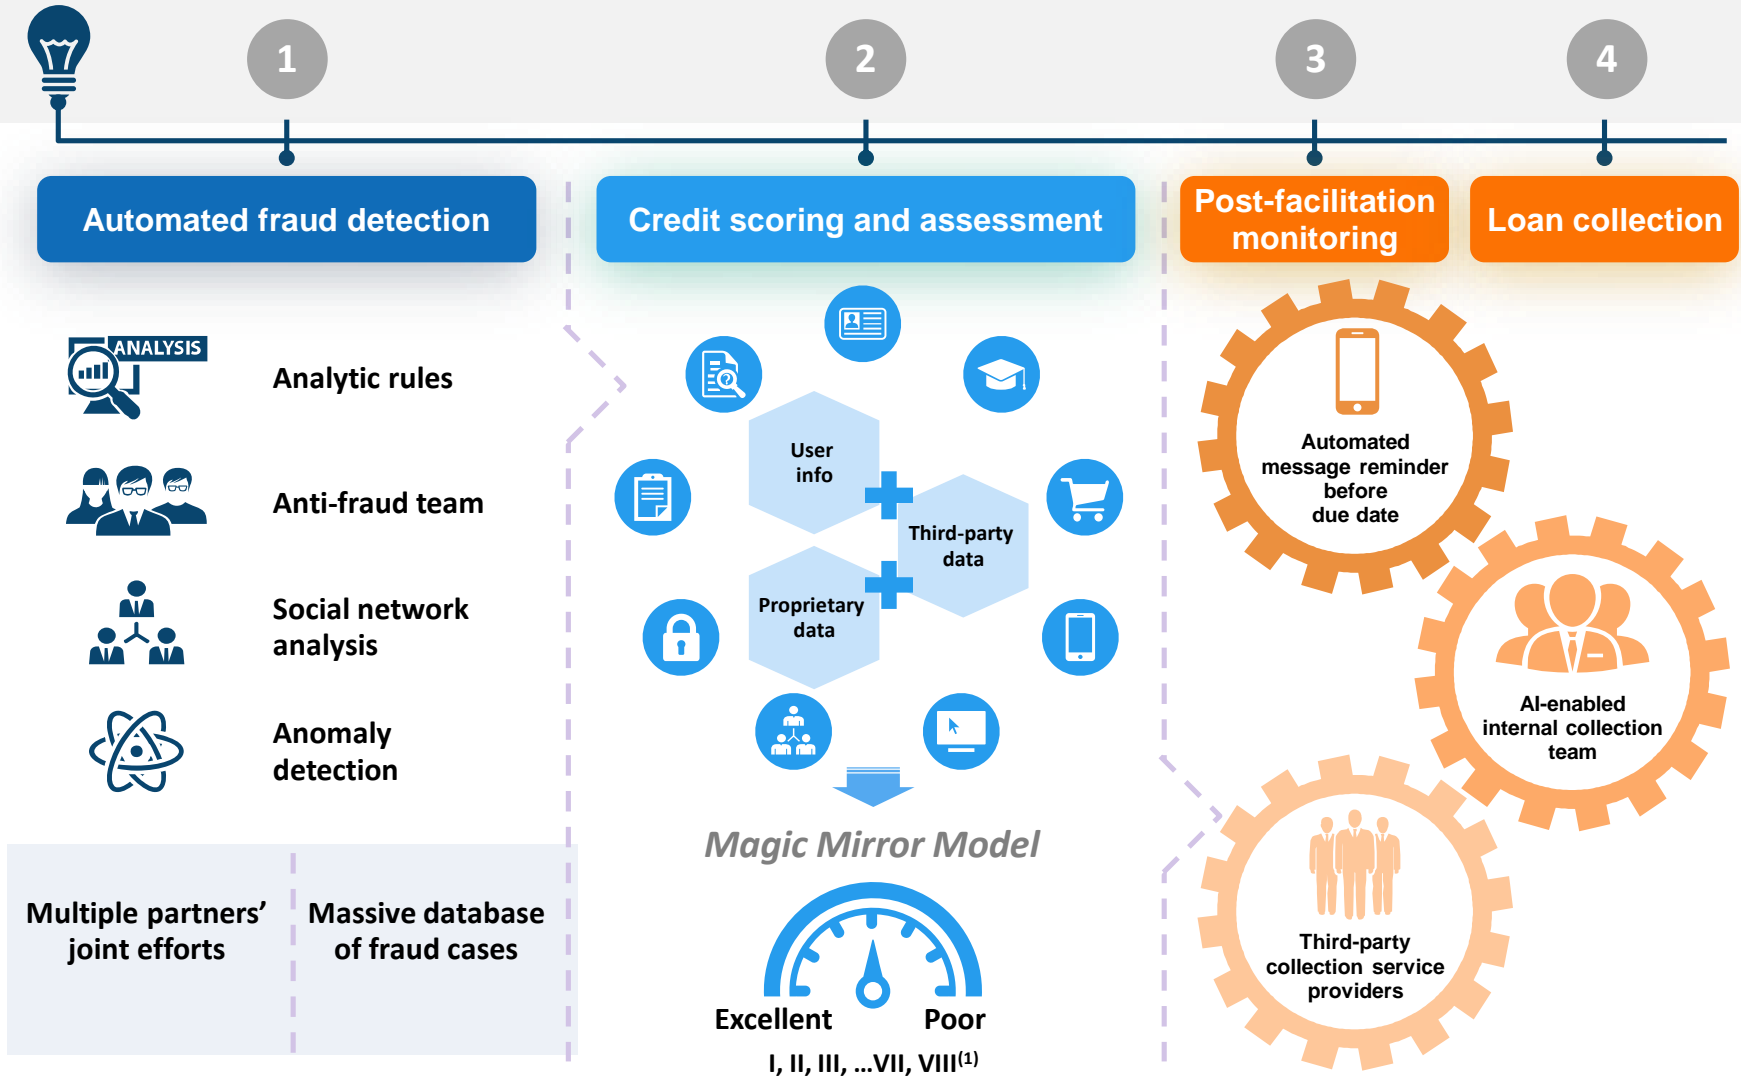 1
2
3
4
Automated fraud detection
Credit scoring and assessment
Post-facilitation
monitoring
Loan collection
ANALYSIS
Analytic rules
Anti-fraud team
Social network
analysis
Anomaly
detection
Multiple partners’
joint efforts
Massive database
of fraud cases
User
info
Third-party
data
Proprietary
data
Magic Mirror Model
Excellent
Poor
I, II, III, ...VII, VIII(1)
Automated
message reminder
before
due date
AI-enabled
internal collection
team
Third-party
collection service
providers